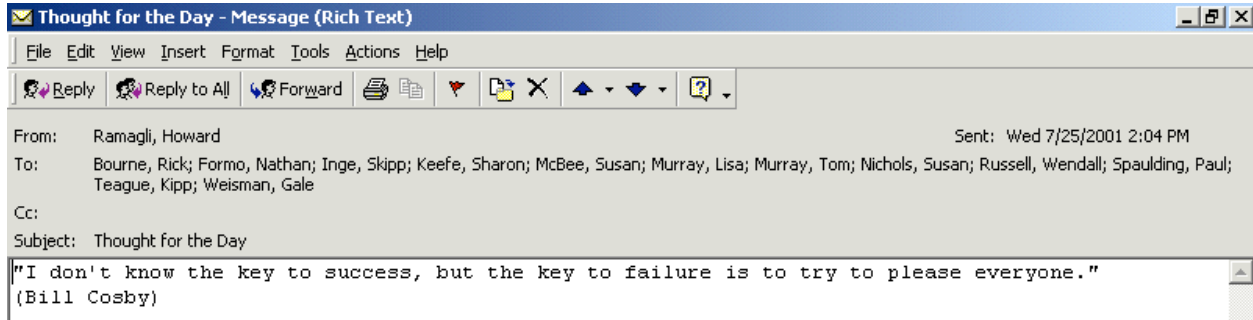 Thought for the Day - Message (Rich Text)
File Edit View Insert Format Tools Actions Help
Reply Reply to All Forward
From: Ramagli, Howard Sent: Wed 7/25/2001 2:04 PM
To: Bourne, Rick; Formo, Nathan; Inge, Skipp; Keefe, Sharon; McBee, Susan; Murray, Lisa; Murray, Tom; Nichols, Susan; Russell, Wendall; Spaulding, Paul;
Teague, Kipp; Weisman, Gale
Cc:
Subject: Thought for the Day
"I don't know the key to success, but the key to failure is to try to please everyone."
(Bill Cosby)